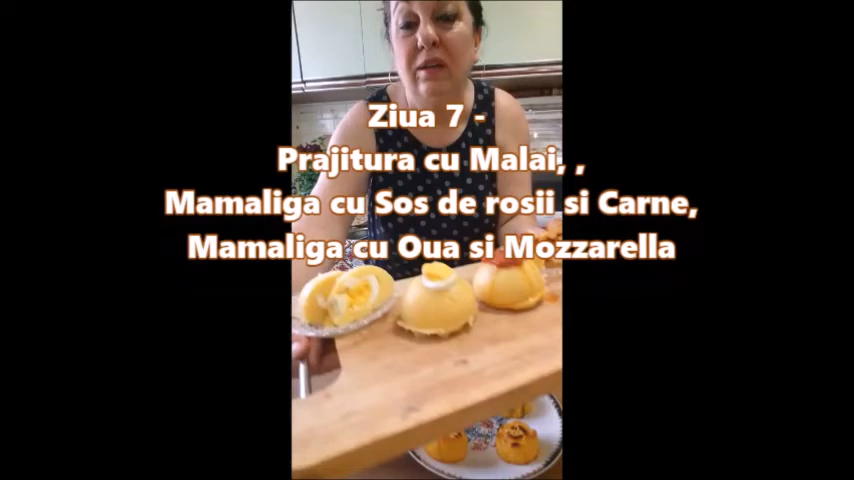 Ziua 7 -
Prajitura cu Malai, ,
Mamaliga cu Sos de rosii si Carne,
Mamaliga cu Oua si Mozzarella